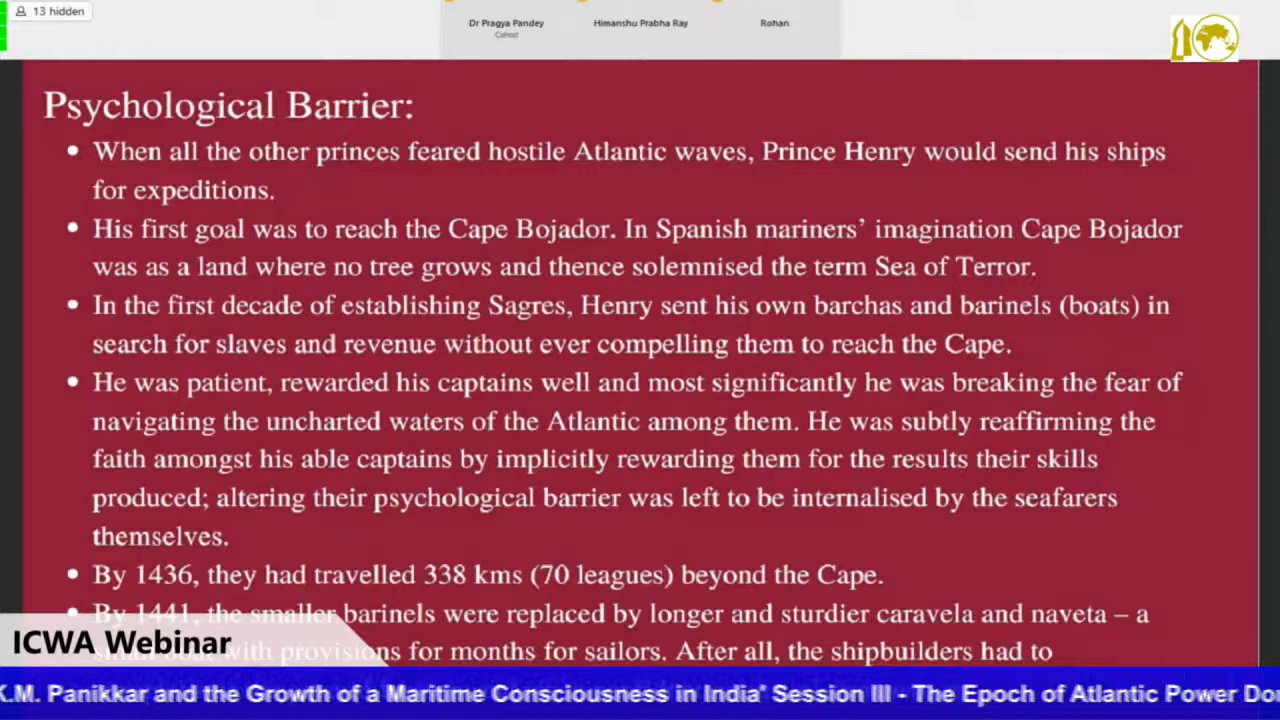 13 hidden
Dr Pragya Pandey
Cohost
Himanshu Prabha Ray
Rohan
Psychological Barrier:
• When all the other princes feared hostile Atlantic waves, Prince Henry would send his ships
for expeditions.
• His first goal was to reach the Cape Bojador. In Spanish mariners’ imagination Cape Bojador
was as a land where no tree grows and thence solemnised the term Sea of Terror.
• In the first decade of establishing Sagres, Henry sent his own barchas and barinels (boats) in
search for slaves and revenue without ever compelling them to reach the Cape.
• He was patient, rewarded his captains well and most significantly he was breaking the fear of
navigating the uncharted waters of the Atlantic among them. He was subtly reaffirming the
faith amongst his able captains by implicitly rewarding them for the results their skills
produced; altering their psychological barrier was left to be internalised by the seafarers
themselves.
• By 1436, they had travelled 338 kms (70 leagues) beyond the Cape.
• By 1441, the smaller barinels were replaced by longer and sturdier caravela and naveta – a
small boat with provisions for months for sailors. After all, the shipbuilders had to
ICWA Webinar
K.M. Panikkar and the Growth of a Maritime Consciousness in India' Session III - The Epoch of Atlantic Power Do